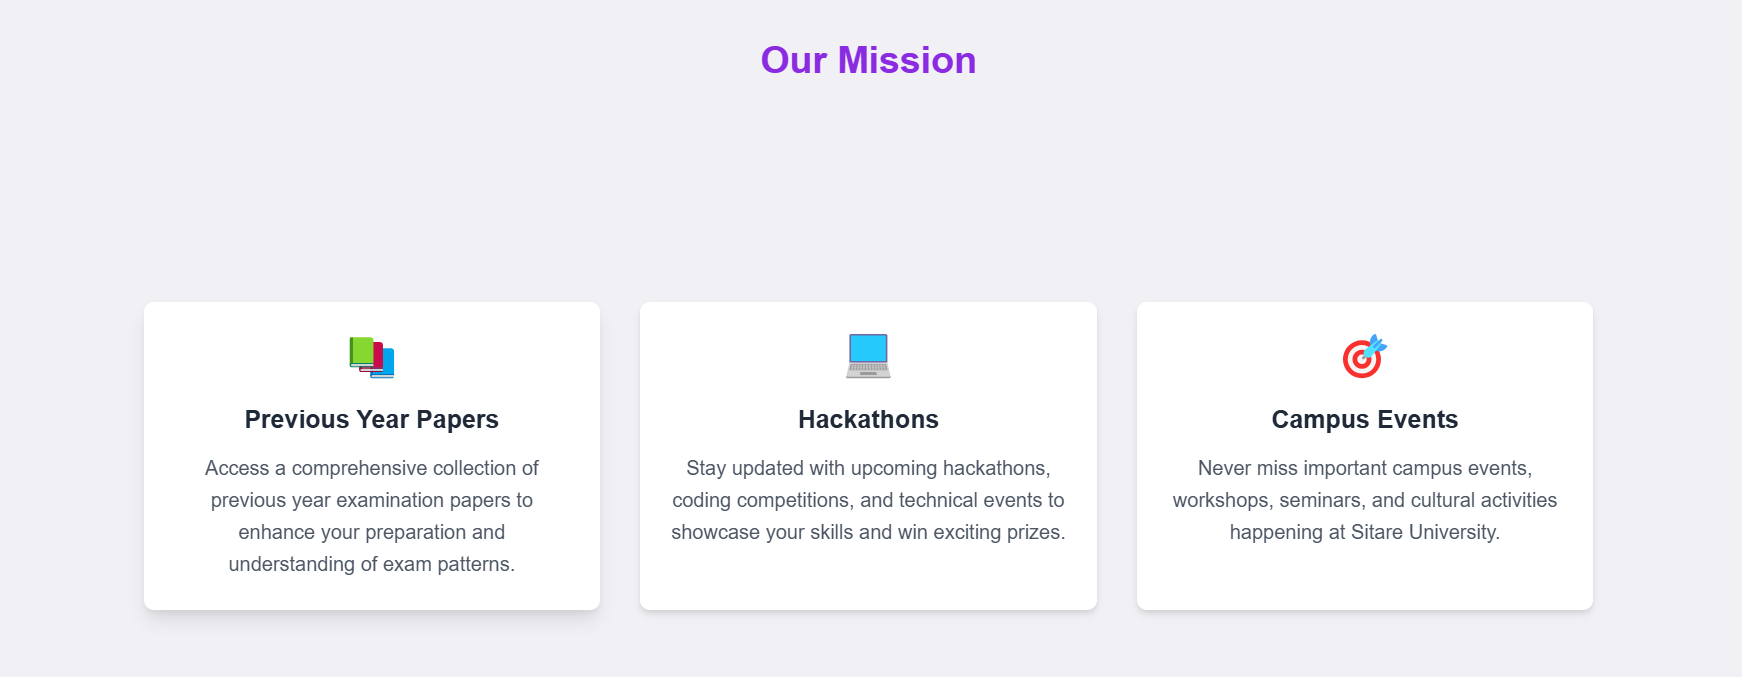 Our Mission
Previous Year Papers
Access a comprehensive collection of
previous year examination papers to
enhance your preparation and
understanding of exam patterns.
Hackathons
Stay updated with upcoming hackathons,
coding competitions, and technical events to
showcase your skills and win exciting prizes.
Campus Events
Never miss important campus events,
workshops, seminars, and cultural activities
happening at Sitare University.